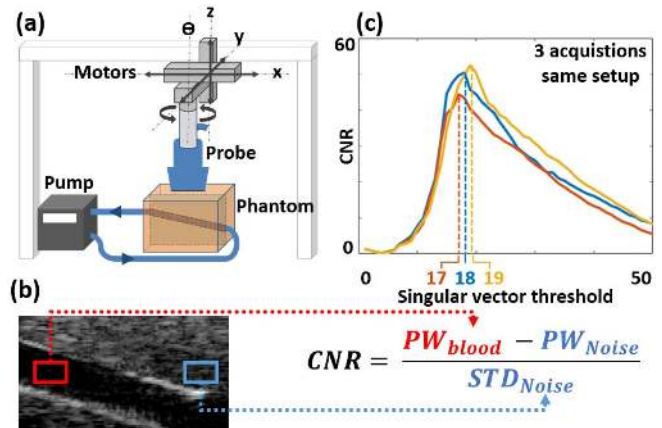 (a)
z
Θ
y
Motors
x
Probe
Pump
Phantom
(c)
60
3 acquistions
same setup
CNR
0
0
50
17 18 19
Singular vector threshold
(b)
CNR = (PW_blood − PW_Noise) / STD_Noise